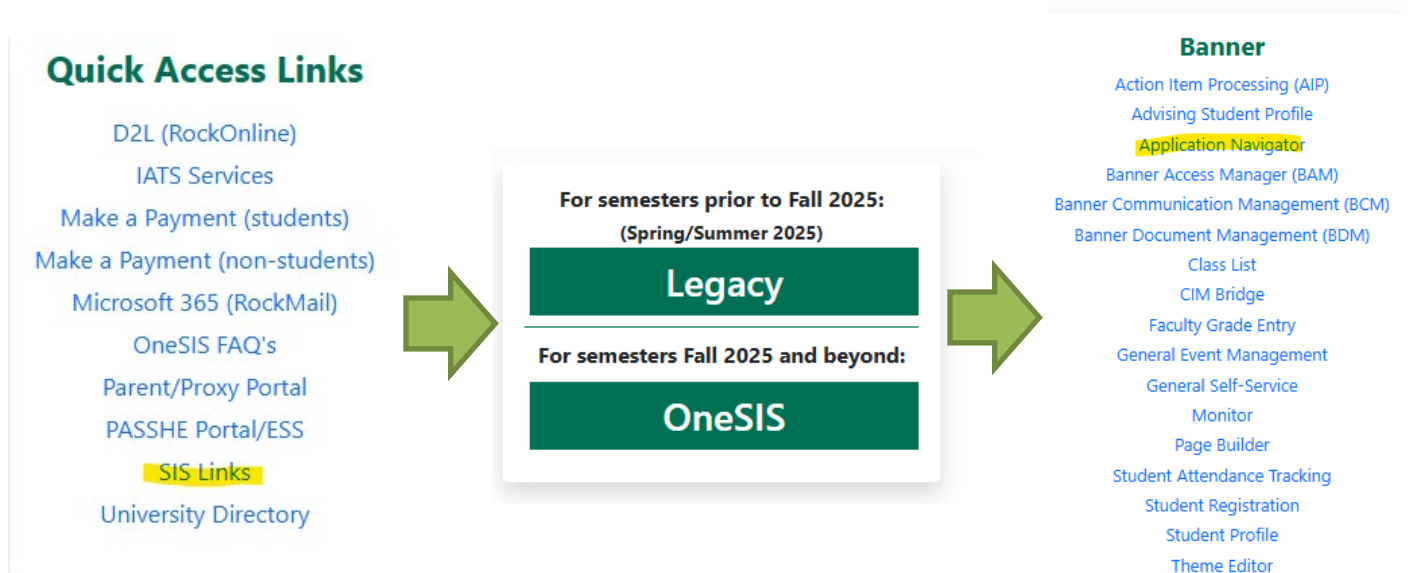 Quick Access Links
D2L (RockOnline)
IATS Services
Make a Payment (students)
Make a Payment (non-students)
Microsoft 365 (RockMail)
OneSIS FAQ's
Parent/Proxy Portal
PASSHE Portal/ESS
SIS Links
University Directory
For semesters prior to Fall 2025:
(Spring/Summer 2025)
Legacy
For semesters Fall 2025 and beyond:
OneSIS
Banner
Action Item Processing (AIP)
Advising Student Profile
Application Navigator
Banner Access Manager (BAM)
Banner Communication Management (BCM)
Banner Document Management (BDM)
Class List
CIM Bridge
Faculty Grade Entry
General Event Management
General Self-Service
Monitor
Page Builder
Student Attendance Tracking
Student Registration
Student Profile
Theme Editor